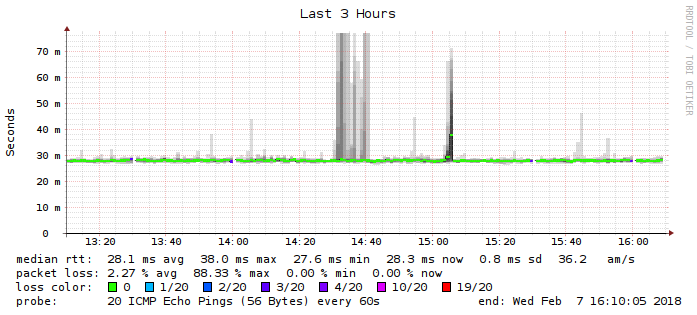 Last 3 Hours
RRDTOOL / TOBI OETIKER
Seconds
70 m
60 m
50 m
40 m
30 m
20 m
10 m
0
13:20 13:40 14:00 14:20 14:40 15:00 15:20 15:40 16:00
median rtt: 28.1 ms avg 38.0 ms max 27.6 ms min 28.3 ms now 0.8 ms sd 36.2 am/s
packet loss: 2.27 % avg 88.33 % max 0.00 % min 0.00 % now
loss color: 0 1/20 2/20 3/20 4/20 10/20 19/20
probe: 20 ICMP Echo Pings (56 Bytes) every 60s end: Wed Feb 7 16:10:05 2018